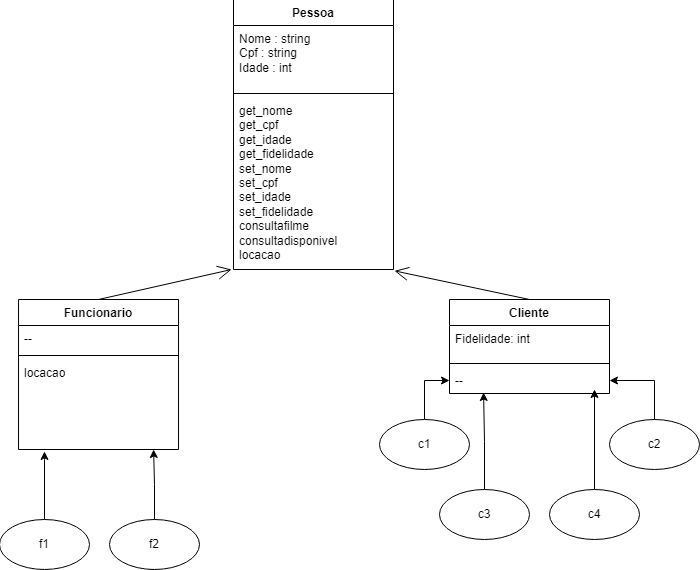 Pessoa
Nome : string
Cpf : string
Idade : int
get_nome
get_cpf
get_idade
get_fidelidade
set_nome
set_cpf
set_idade
set_fidelidade
consultafilme
consultadisponivel
locacao
Funcionario
--
locacao
Cliente
Fidelidade: int
--
c1
c2
c3
c4
f1
f2